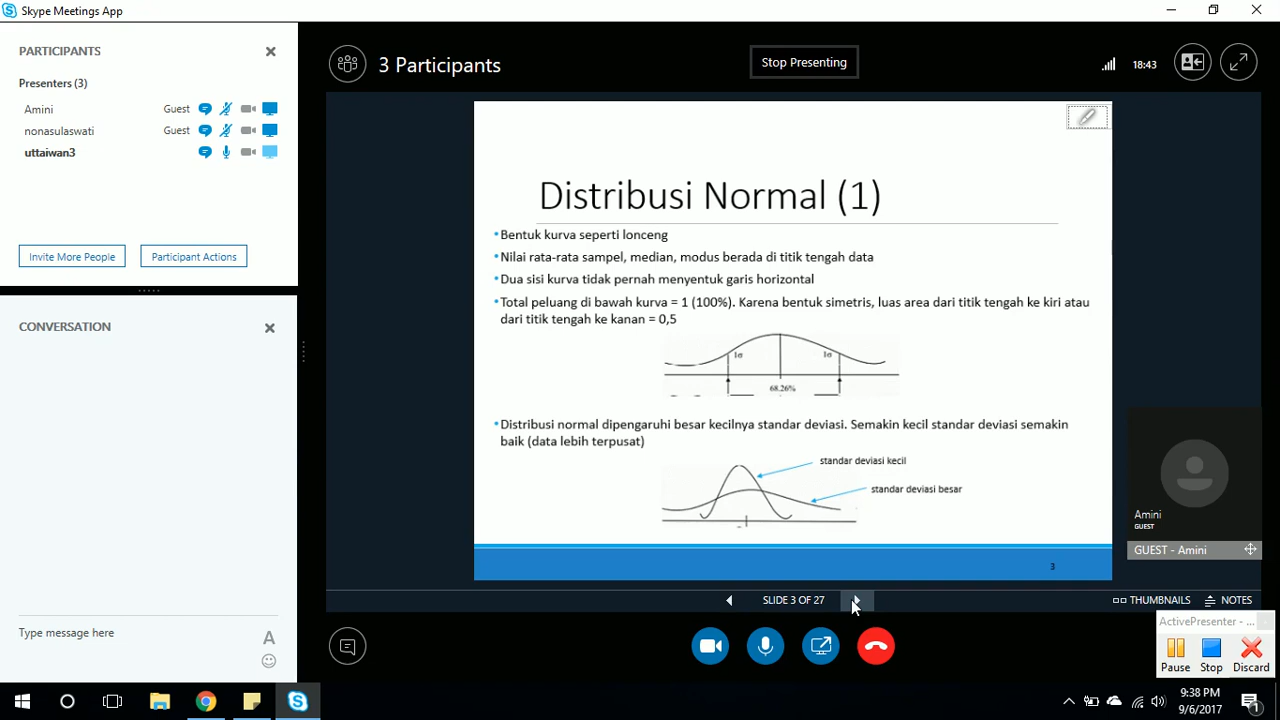 Skype Meetings App
PARTICIPANTS
Presenters (3)
Amini Guest
nonasulaswati Guest
uttaiwan3
Invite More People
Participant Actions
CONVERSATION
Type message here
A
3 Participants
Stop Presenting
18:43
Distribusi Normal (1)
•Bentuk kurva seperti lonceng
•Nilai rata-rata sampel, median, modus berada di titik tengah data
•Dua sisi kurva tidak pernah menyentuk garis horizontal
•Total peluang di bawah kurva = 1 (100%). Karena bentuk simetris, luas area dari titik tengah ke kiri atau
dari titik tengah ke kanan = 0,5
1σ 1σ
68.26%
•Distribusi normal dipengaruhi besar kecilnya standar deviasi. Semakin kecil standar deviasi semakin
baik (data lebih terpusat)
standar deviasi kecil
standar deviasi besar
3
Amini
GUEST
GUEST - Amini
SLIDE 3 OF 27
THUMBNAILS
NOTES
ActivePresenter - ...
Pause Stop Discard
9:38 PM
9/6/2017
1